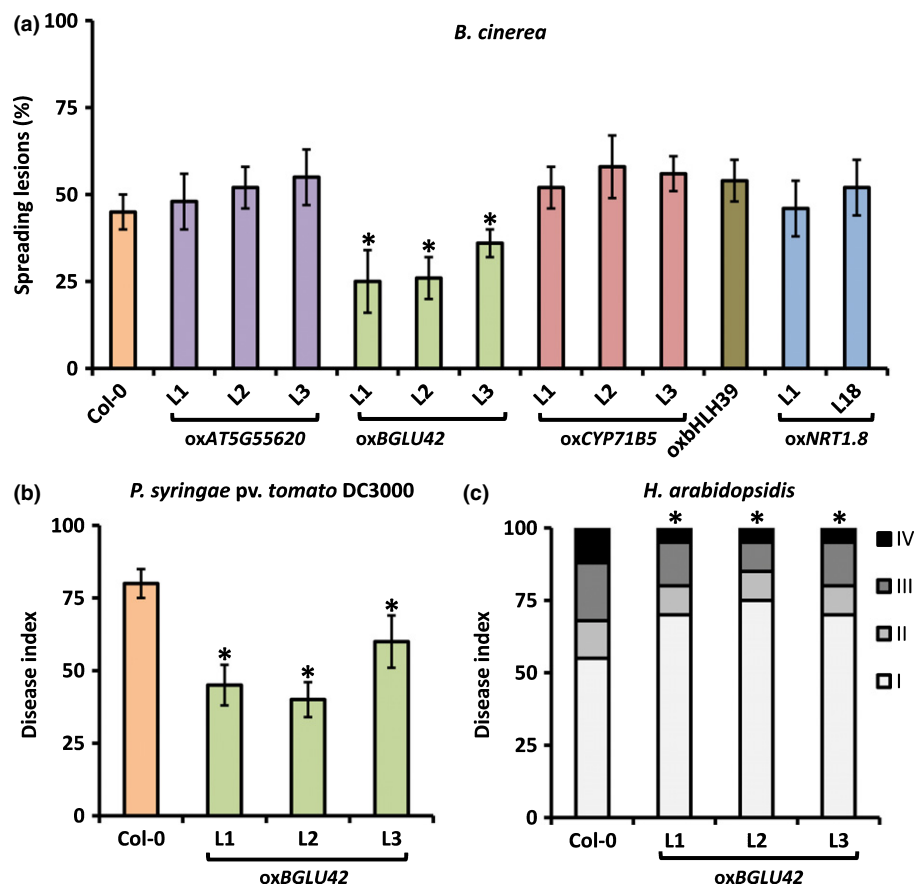 (a)
B. cinerea
Spreading lesions (%)
100
75
50
25
0
* * *
Col-0 L1 L2 L3 L1 L2 L3 L1 L2 L3 oxbHLH39 L1 L18
oxAT5G55620 oxBGLU42 oxCYP71B5 oxNRT1.8
(b)
P. syringae pv. tomato DC3000
Disease index
100
75
50
25
0
* * *
Col-0 L1 L2 L3
oxBGLU42
(c)
H. arabidopsidis
Disease index
100
75
50
25
0
* * *
IV
III
II
I
Col-0 L1 L2 L3
oxBGLU42